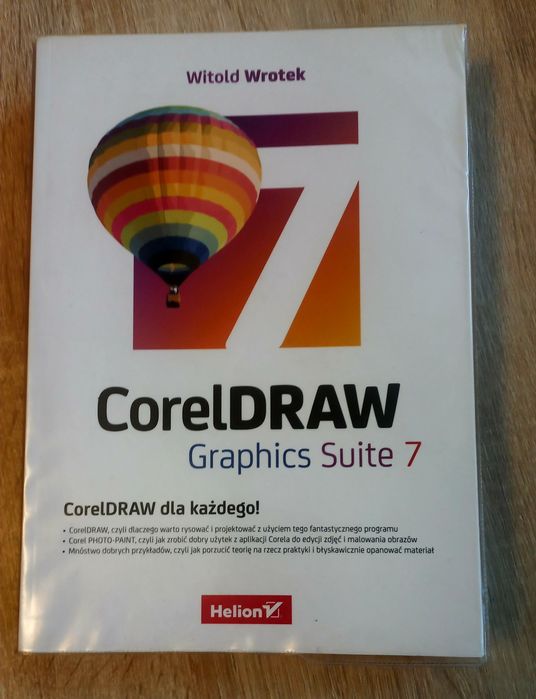 Witold Wrotek
7
CorelDRAW
Graphics Suite 7
CorelDRAW dla każdego!
• CorelDRAW, czyli dlaczego warto rysować i projektować z użyciem tego fantastycznego programu
• Corel PHOTO-PAINT, czyli jak zrobić dobry użytek z aplikacji Corela do edycji zdjęć i malowania obrazów
• Mnóstwo dobrych przykładów, czyli jak porzucić teorię na rzecz praktyki i błyskawicznie opanować materiał
Helion